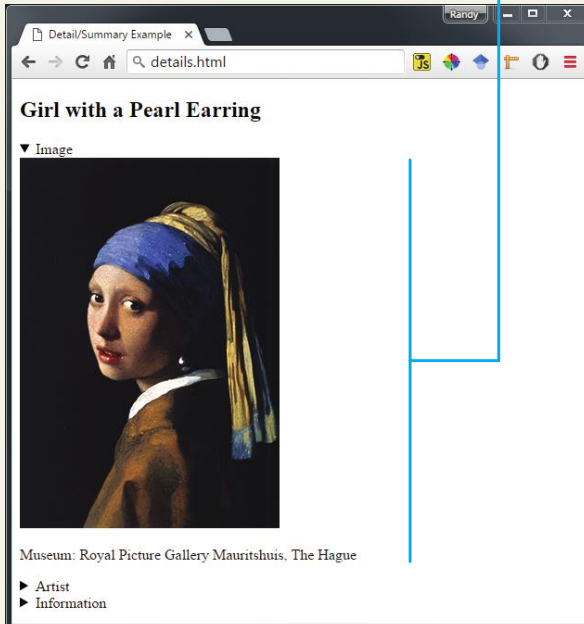 Randy
Detail/Summary Example
details.html
JS
Girl with a Pearl Earring
Image
Museum: Royal Picture Gallery Mauritshuis, The Hague
Artist
Information